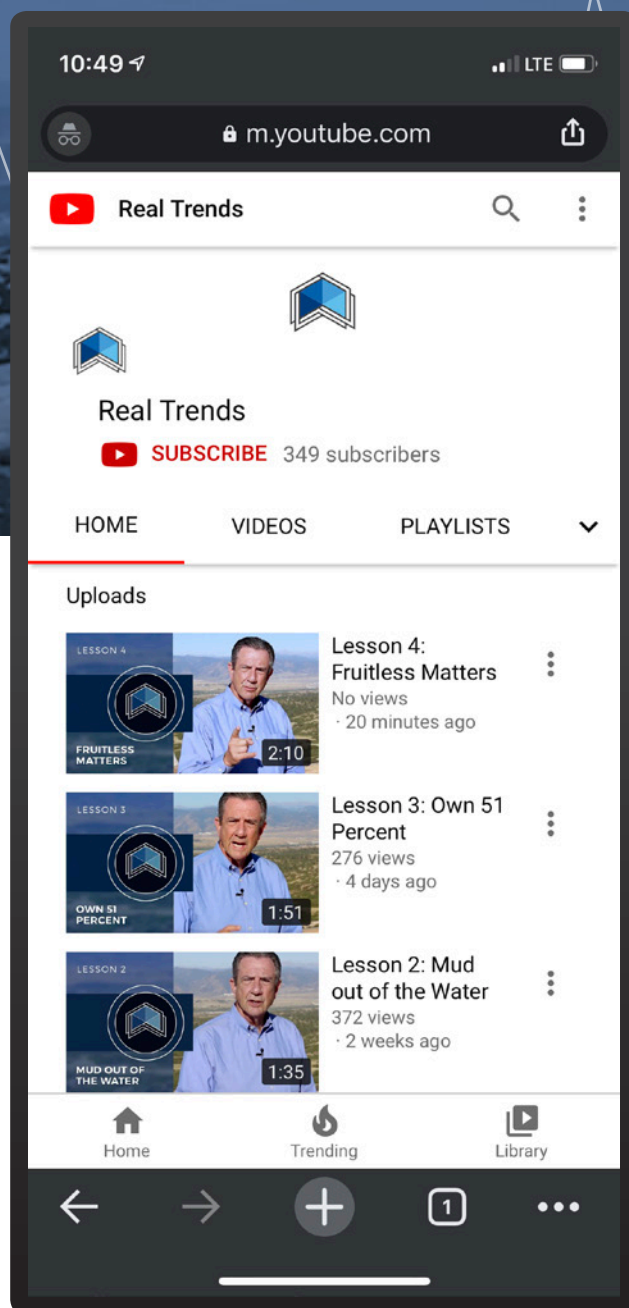 10:49
LTE
m.youtube.com
Real Trends
Real Trends
SUBSCRIBE 349 subscribers
HOME VIDEOS PLAYLISTS
Uploads
LESSON 4
FRUITLESS
MATTERS
2:10
Lesson 4:
Fruitless Matters
No views
· 20 minutes ago
LESSON 3
OWN 51
PERCENT
1:51
Lesson 3: Own 51
Percent
276 views
· 4 days ago
LESSON 2
MUD OUT OF
THE WATER
1:35
Lesson 2: Mud
out of the Water
372 views
· 2 weeks ago
Home Trending Library
1